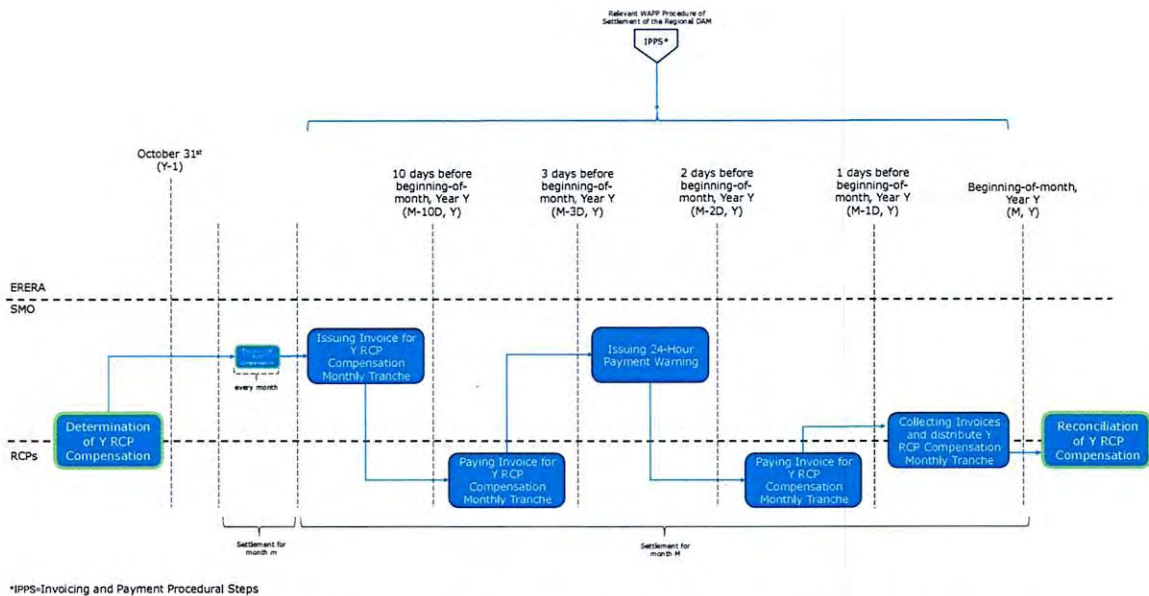 Relevant WAPP Procedure of
Settlement of the Regional DAM
IPPS*
October 31st
(Y-1)
10 days before
beginning-of-
month, Year Y
(M-10D, Y)
3 days before
beginning-of-
month, Year Y
(M-3D, Y)
2 days before
beginning-of-
month, Year Y
(M-2D, Y)
1 days before
beginning-of-
month, Year Y
(M-1D, Y)
Beginning-of-month,
Year Y
(M, Y)
ERERA
SMO
Issuing Invoice for
Y RCP
Compensation
Monthly Tranche
Issuing 24-Hour
Payment Warning
every month
Determination
of Y RCP
Compensation
Collecting Invoices
and distribute Y
RCP Compensation
Monthly Tranche
Reconciliation
of Y RCP
Compensation
RCPs
Paying Invoice for
Y RCP
Compensation
Monthly Tranche
Paying Invoice for
Y RCP
Compensation
Monthly Tranche
Settlement for
month m
Settlement for
month M
*IPPS=Invoicing and Payment Procedural Steps